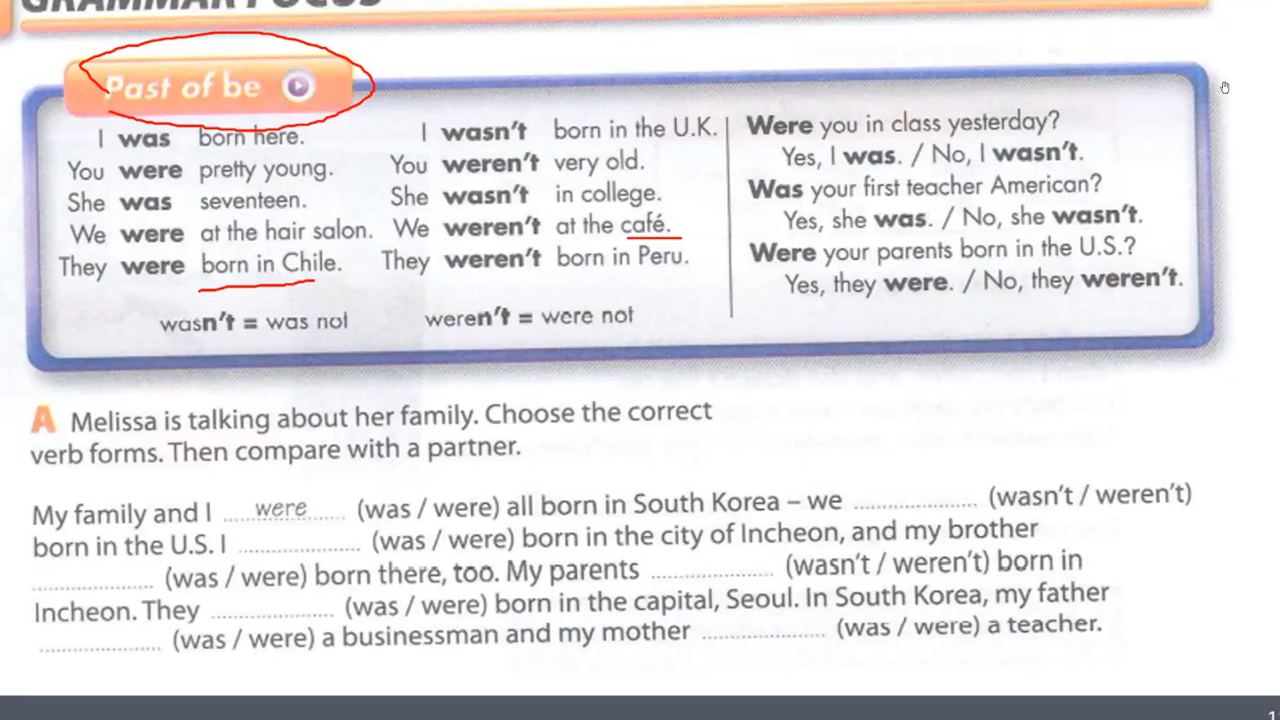 GRAMMAR FOCUS
Past of be
I was born here.
You were pretty young.
She was seventeen.
We were at the hair salon.
They were born in Chile.
wasn't = was not
I wasn't born in the U.K.
You weren't very old.
She wasn't in college.
We weren't at the café.
They weren't born in Peru.
weren't = were not
Were you in class yesterday?
Yes, I was. / No, I wasn't.
Was your first teacher American?
Yes, she was. / No, she wasn't.
Were your parents born in the U.S.?
Yes, they were. / No, they weren't.
A Melissa is talking about her family. Choose the correct
verb forms. Then compare with a partner.
My family and I were (was / were) all born in South Korea – we ........ (wasn't / weren't)
born in the U.S. I ........ (was / were) born in the city of Incheon, and my brother
........ (was / were) born there, too. My parents ........ (wasn't / weren't) born in
Incheon. They ........ (was / were) born in the capital, Seoul. In South Korea, my father
........ (was / were) a businessman and my mother ........ (was / were) a teacher.